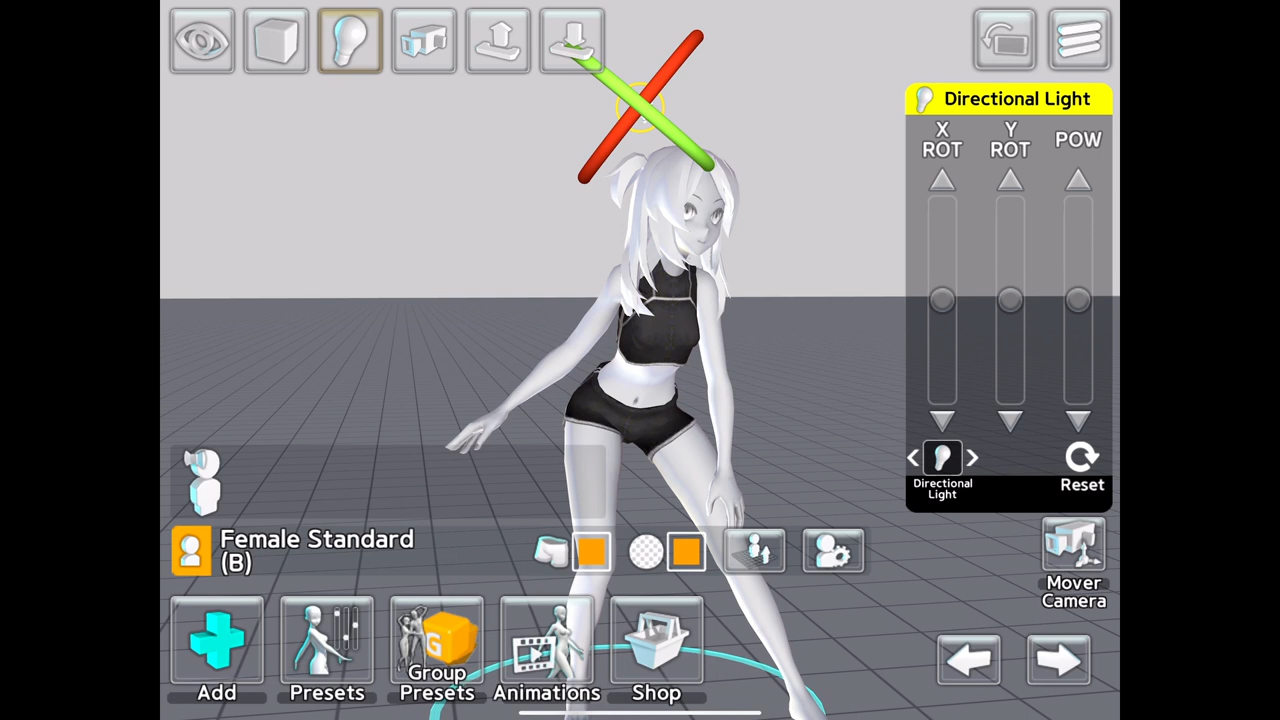 Directional Light
X
ROT
Y
ROT
POW
Directional
Light
Reset
Female Standard
(B)
Mover
Camera
Add
Presets
G
Group
Presets
Animations
Shop